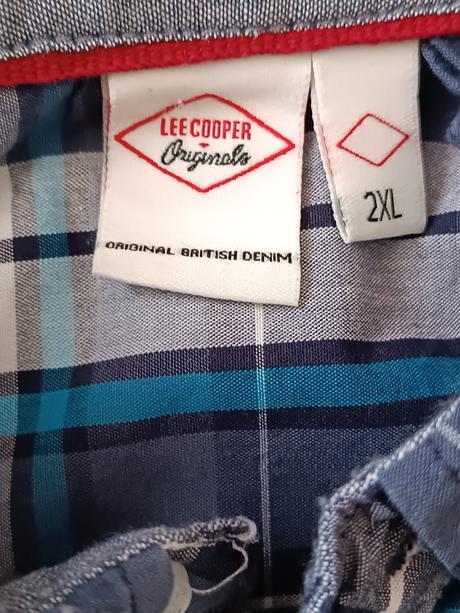 LEE COOPER
Originals
ORIGINAL BRITISH DENIM
2XL